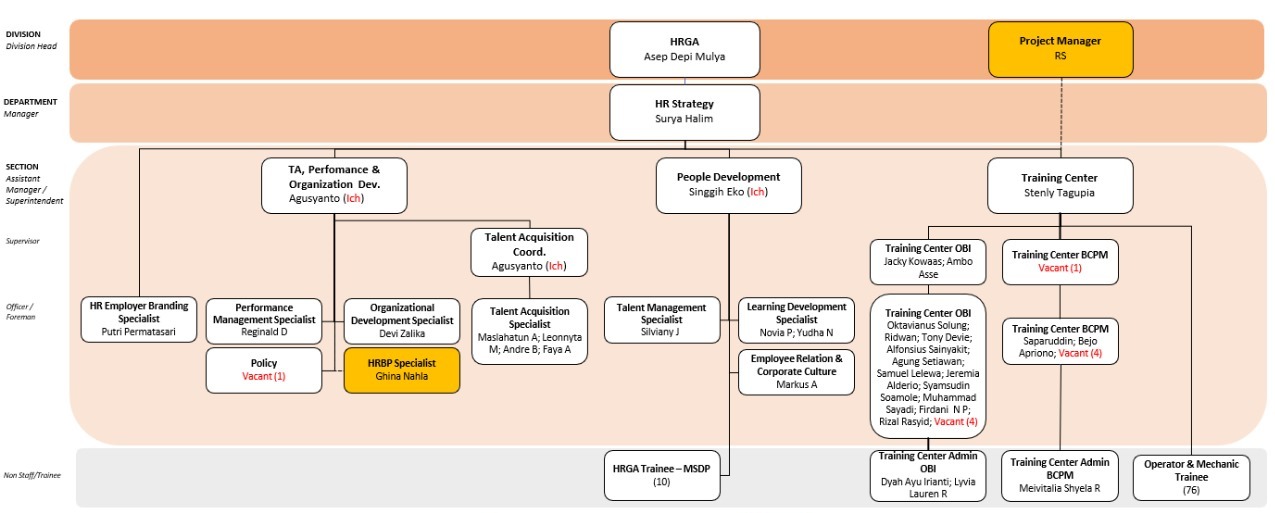 DIVISION
Division Head
HRGA
Asep Depi Mulya
Project Manager
RS
DEPARTMENT
Manager
HR Strategy
Surya Halim
SECTION
Assistant
Manager /
Superintendent
TA, Perfomance &
Organization Dev.
Agusyanto (Ich)
People Development
Singgih Eko (Ich)
Training Center
Stenly Tagupia
Supervisor
Talent Acquisition
Coord.
Agusyanto (Ich)
Training Center OBI
Jacky Kowaas; Ambo
Asse
Training Center BCPM
Vacant (1)
Officer /
Foreman
HR Employer Branding
Specialist
Putri Permatasari
Performance
Management Specialist
Reginald D
Organizational
Development Specialist
Devi Zalika
Policy
Vacant (1)
HRBP Specialist
Ghina Nahla
Talent Acquisition
Specialist
Maslahatun A; Leonnyta
M; Andre B; Faya A
Talent Management
Specialist
Silviany J
Learning Development
Specialist
Novia P; Yudha N
Employee Relation &
Corporate Culture
Markus A
Training Center OBI
Oktavianus Solung;
Ridwan; Tony Devie;
Alfonsius Sainyakit;
Agung Setiawan;
Samuel Lelewa; Jeremia
Alderio; Syamsudin
Soamole; Muhammad
Sayadi; Firdani N P;
Rizal Rasyid; Vacant (4)
Training Center BCPM
Saparuddin; Bejo
Apriono; Vacant (4)
Non Staff/Trainee
HRGA Trainee – MSDP
(10)
Training Center Admin
OBI
Dyah Ayu Irianti; Lyvia
Lauren R
Training Center Admin
BCPM
Meivitalia Shyela R
Operator & Mechanic
Trainee
(76)